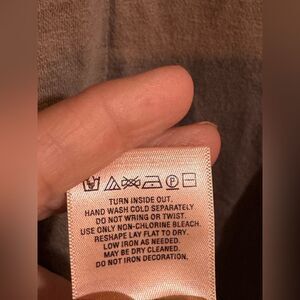 P
TURN INSIDE OUT.
HAND WASH COLD SEPARATELY
DO NOT WRING OR TWIST.
USE ONLY NON-CHLORINE BLEACH.
RESHAPE LAY FLAT TO DRY.
LOW IRON AS NEEDED.
MAY BE DRY CLEANED.
DO NOT IRON DECORATION.